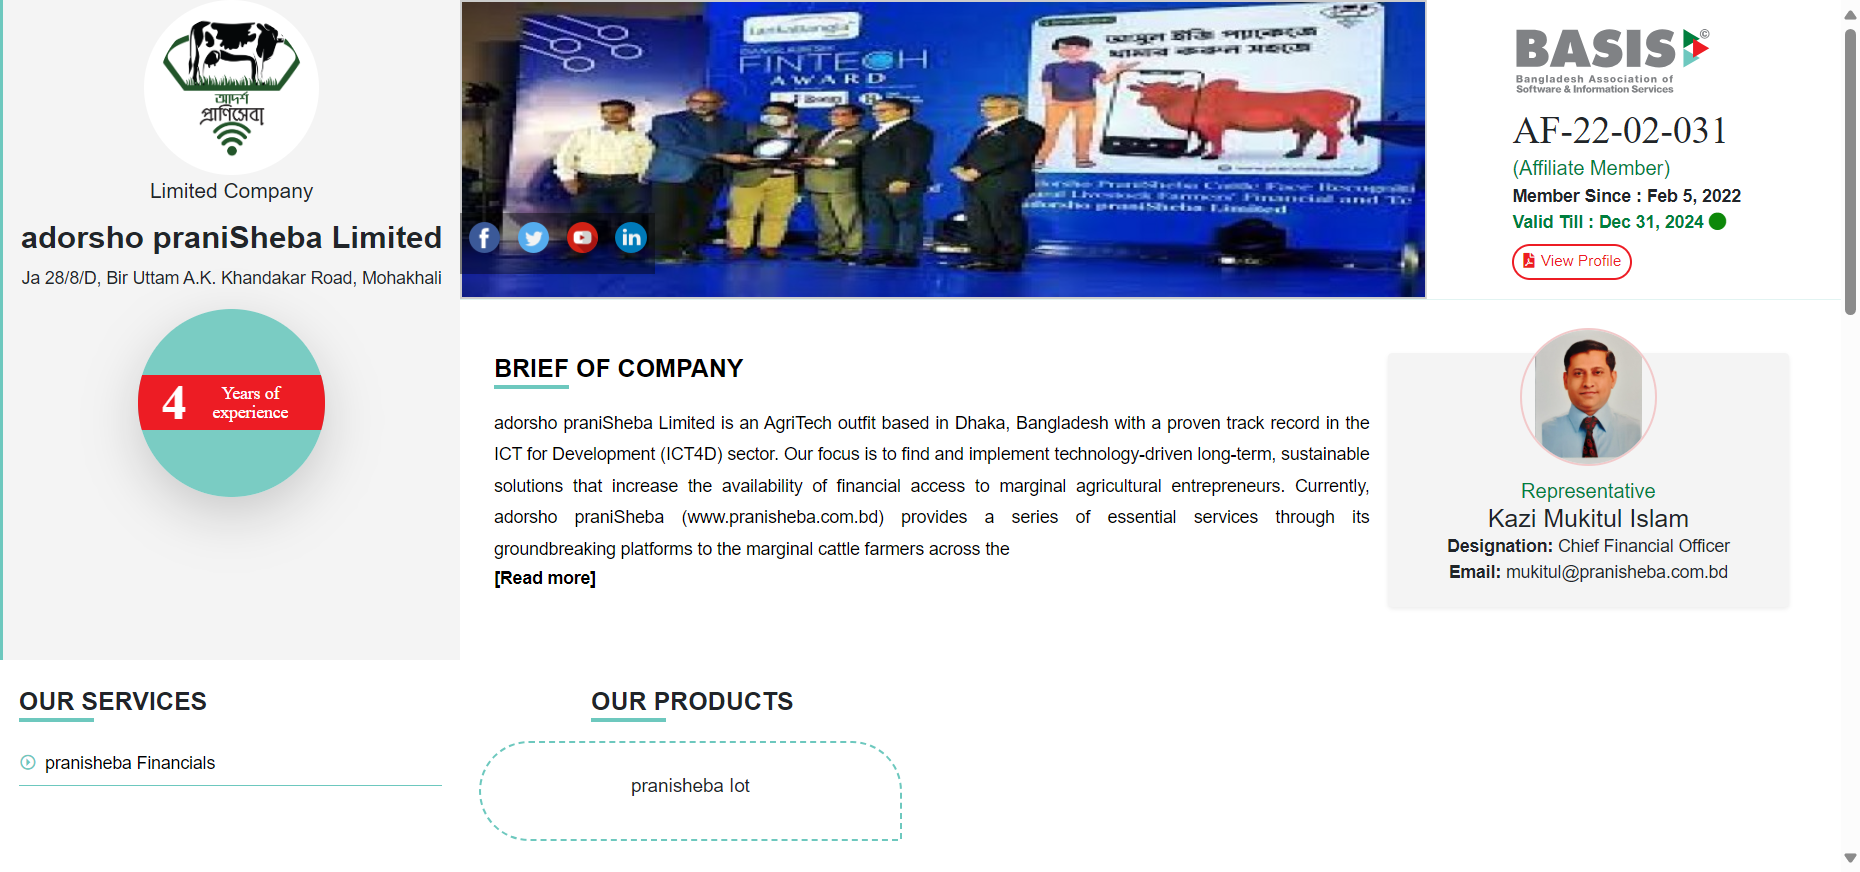 আদর্শ
প্রাণিসেবা
Limited Company
adorsho praniSheba Limited
Ja 28/8/D, Bir Uttam A.K. Khandakar Road, Mohakhali
4
Years of
experience
LankaBangla
BANGLADESH
FINTECH
AWARD
খামার করুন সহজে
adorsho praniSheba Limited
BASIS
©
Bangladesh Association of
Software & Information Services
AF-22-02-031
(Affiliate Member)
Member Since : Feb 5, 2022
Valid Till : Dec 31, 2024
View Profile
BRIEF OF COMPANY
adorsho praniSheba Limited is an AgriTech outfit based in Dhaka, Bangladesh with a proven track record in the
ICT for Development (ICT4D) sector. Our focus is to find and implement technology-driven long-term, sustainable
solutions that increase the availability of financial access to marginal agricultural entrepreneurs. Currently,
adorsho praniSheba (www.pranisheba.com.bd) provides a series of essential services through its
groundbreaking platforms to the marginal cattle farmers across the
[Read more]
Representative
Kazi Mukitul Islam
Designation: Chief Financial Officer
Email: mukitul@pranisheba.com.bd
OUR SERVICES
pranisheba Financials
OUR PRODUCTS
pranisheba Iot